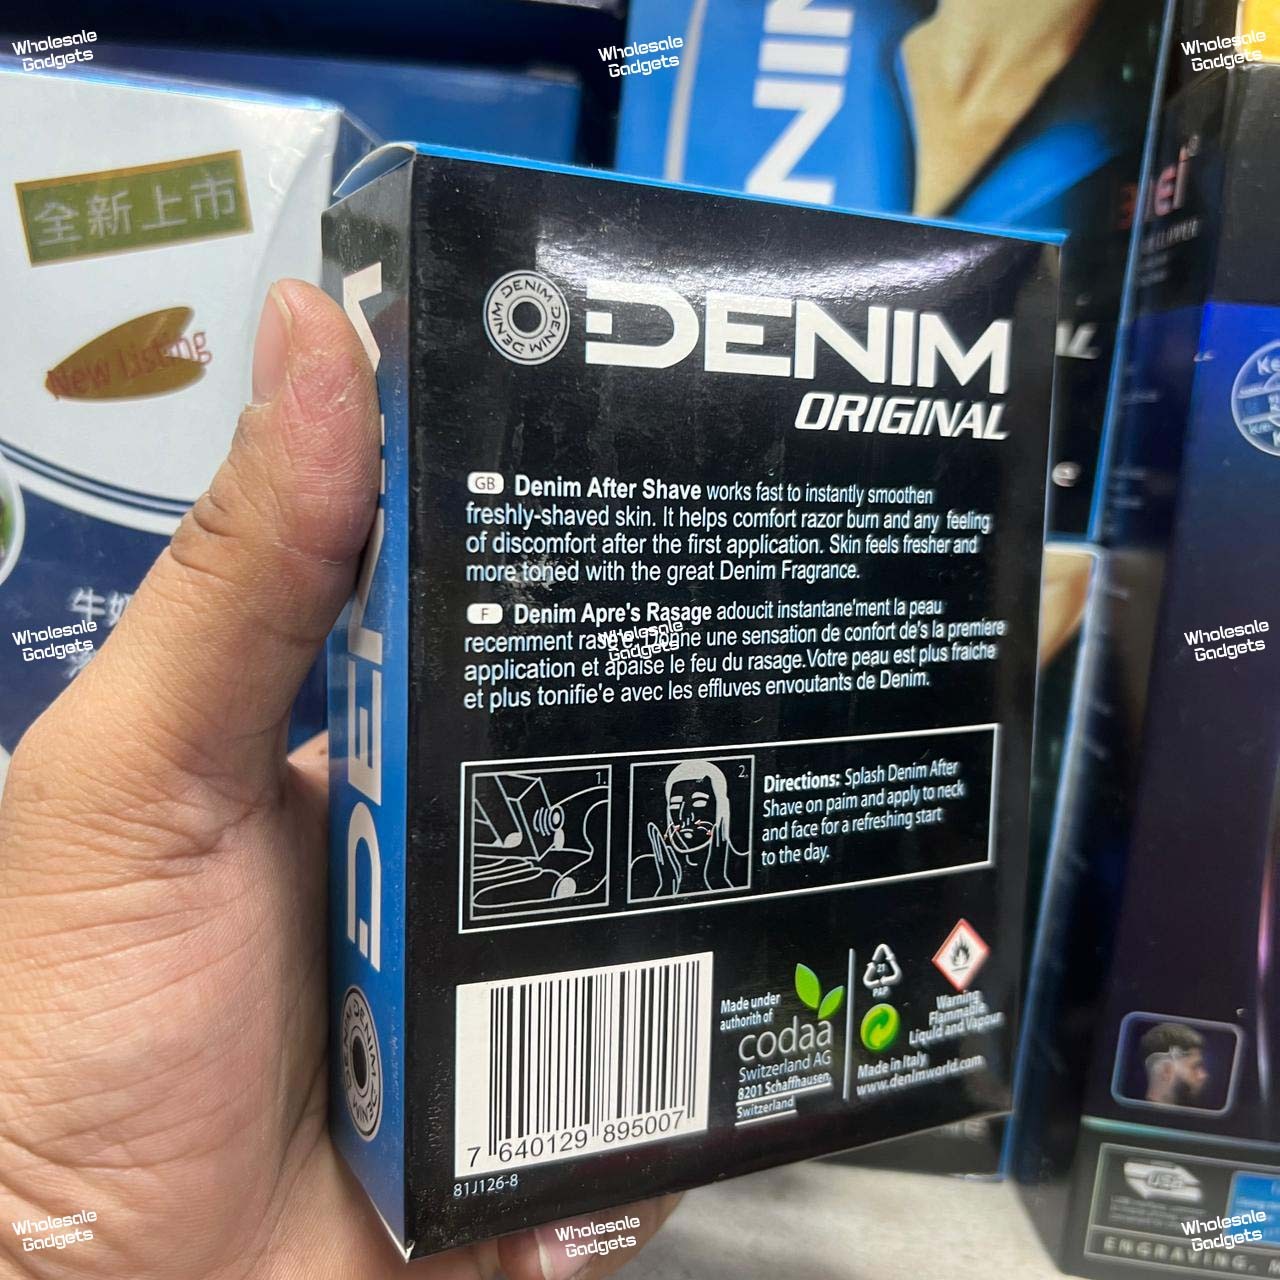 Wholesale
Gadgets
Wholesale
Gadgets
Wholesale
Gadgets
全新上市
New Listing
DENIM
DENIM
ORIGINAL
GB Denim After Shave works fast to instantly smoothen
freshly-shaved skin. It helps comfort razor burn and any feeling
of discomfort after the first application. Skin feels fresher and
more toned with the great Denim Fragrance.
F Denim Apre's Rasage adoucit instantane'ment la peau
recemment Donne une sensation de confort de's la premiere
application et apaise le feu du rasage.Votre peau est plus fraiche
et plus tonifie'e avec les effluves envoutants de Denim.
Wholesale
Gadgets
Wholesale
Gadgets
Wholesale
Gadgets
1.
2.
Directions: Splash Denim After
Shave on paim and apply to neck
and face for a refreshing start
to the day.
Made under
authorith of
codaa
Switzerland AG
8201 Schaffhausen,
Switzerland
21
PAP
Warning
Flammable
Liquid and Vapour
Made in Italy
www.denimworld.com
7 640129 895007
81J126-8
DENIM
ENGRAVING,
Wholesale
Gadgets
Wholesale
Gadgets
Wholesale
Gadgets